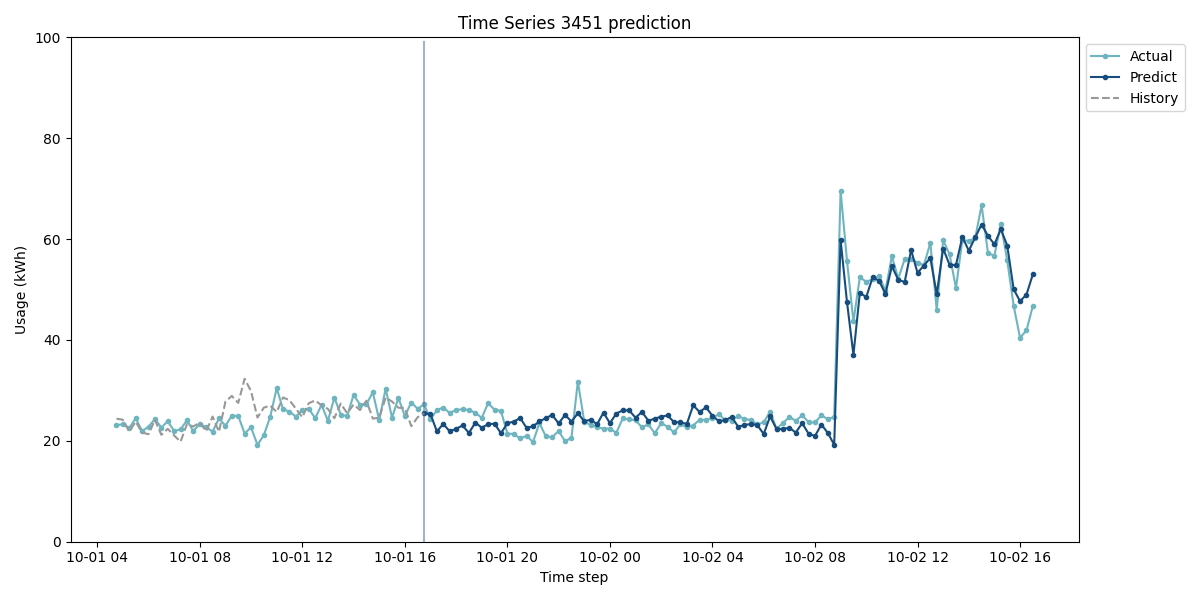 Time Series 3451 prediction
100
80
60
40
20
0
Usage (kWh)
10-01 04
10-01 08
10-01 12
10-01 16
10-01 20
10-02 00
10-02 04
10-02 08
10-02 12
10-02 16
Time step
Actual
Predict
History